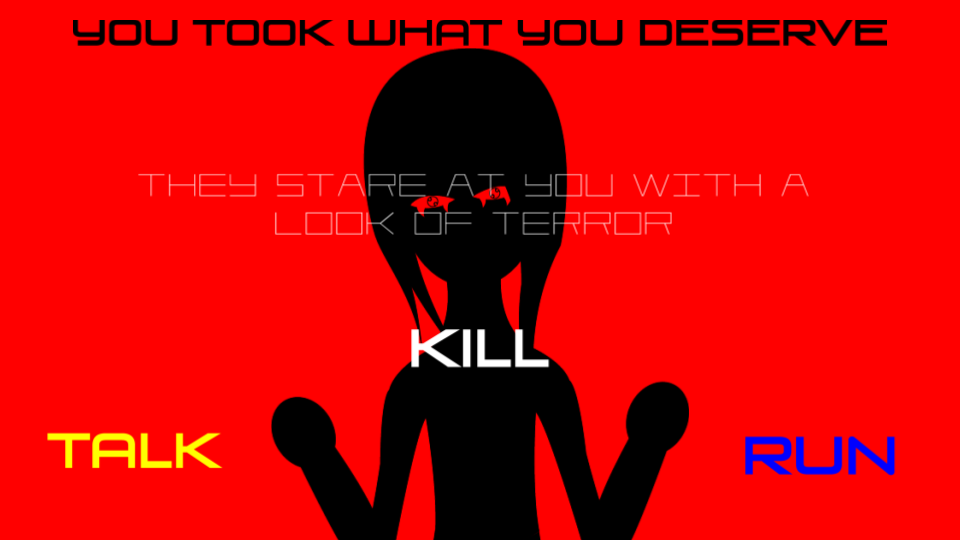 YOU TOOK WHAT YOU DESERVE
THEY STARE AT YOU WITH A
LOOK OF TERROR
KILL
TALK
RUN